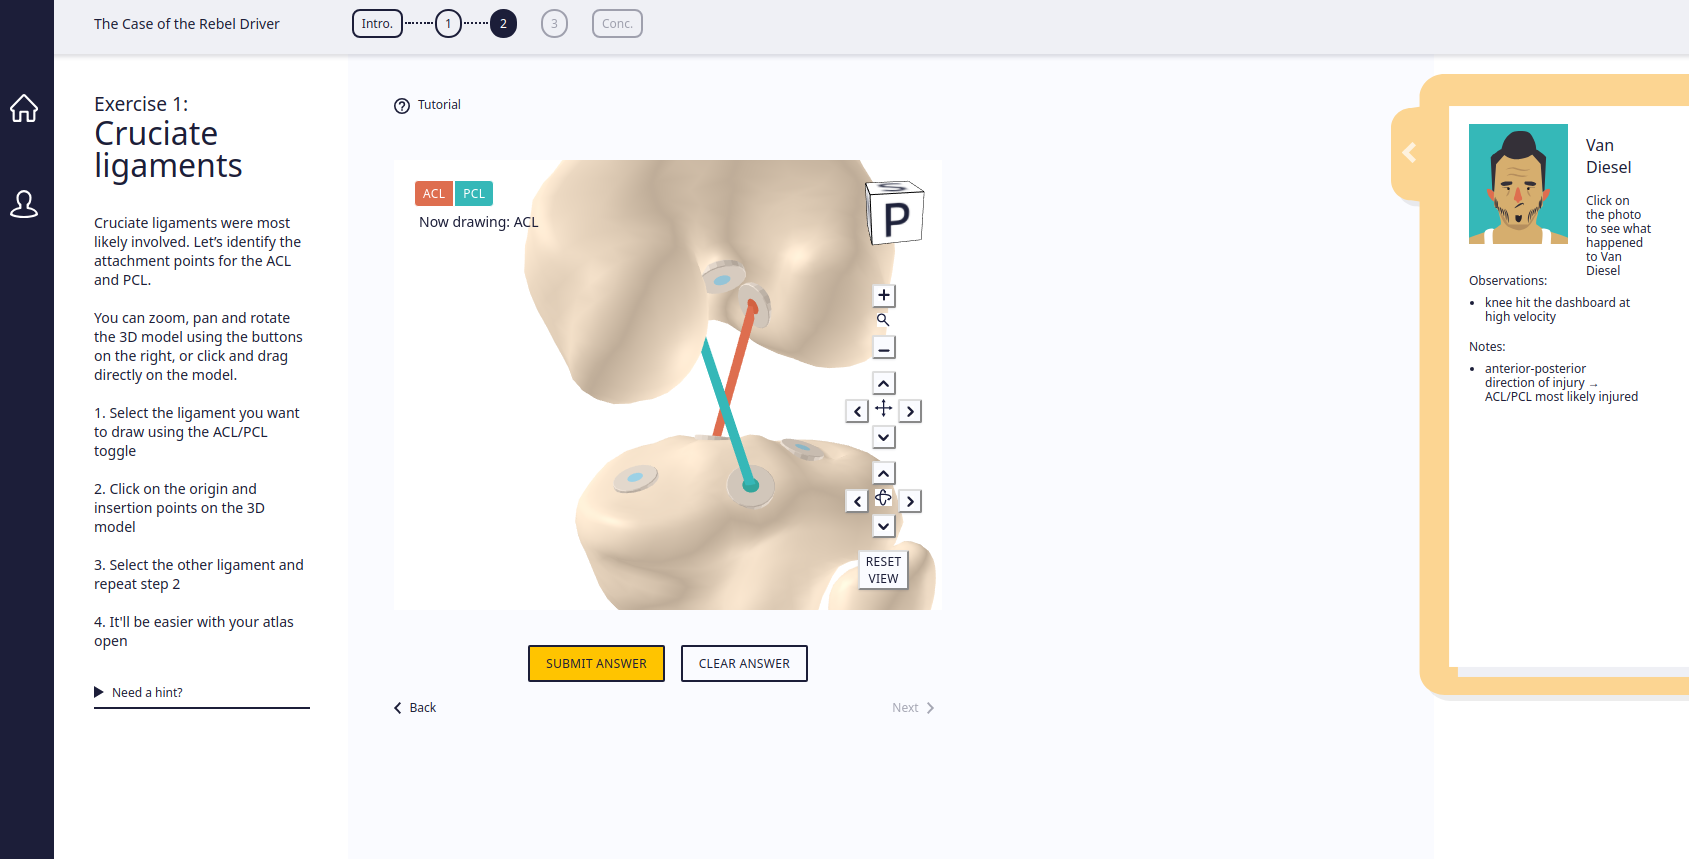 The Case of the Rebel Driver
Intro.
1
2
3
Conc.
Exercise 1:
Cruciate
ligaments
Cruciate ligaments were most
likely involved. Let’s identify the
attachment points for the ACL
and PCL.
You can zoom, pan and rotate
the 3D model using the buttons
on the right, or click and drag
directly on the model.
1. Select the ligament you want
to draw using the ACL/PCL
toggle
2. Click on the origin and
insertion points on the 3D
model
3. Select the other ligament and
repeat step 2
4. It'll be easier with your atlas
open
Need a hint?
Tutorial
ACL PCL
Now drawing: ACL
S
P
RESET
VIEW
SUBMIT ANSWER
CLEAR ANSWER
Back
Next
Van
Diesel
Click on
the photo
to see what
happened
to Van
Diesel
Observations:
• knee hit the dashboard at
high velocity
Notes:
• anterior-posterior
direction of injury →
ACL/PCL most likely injured